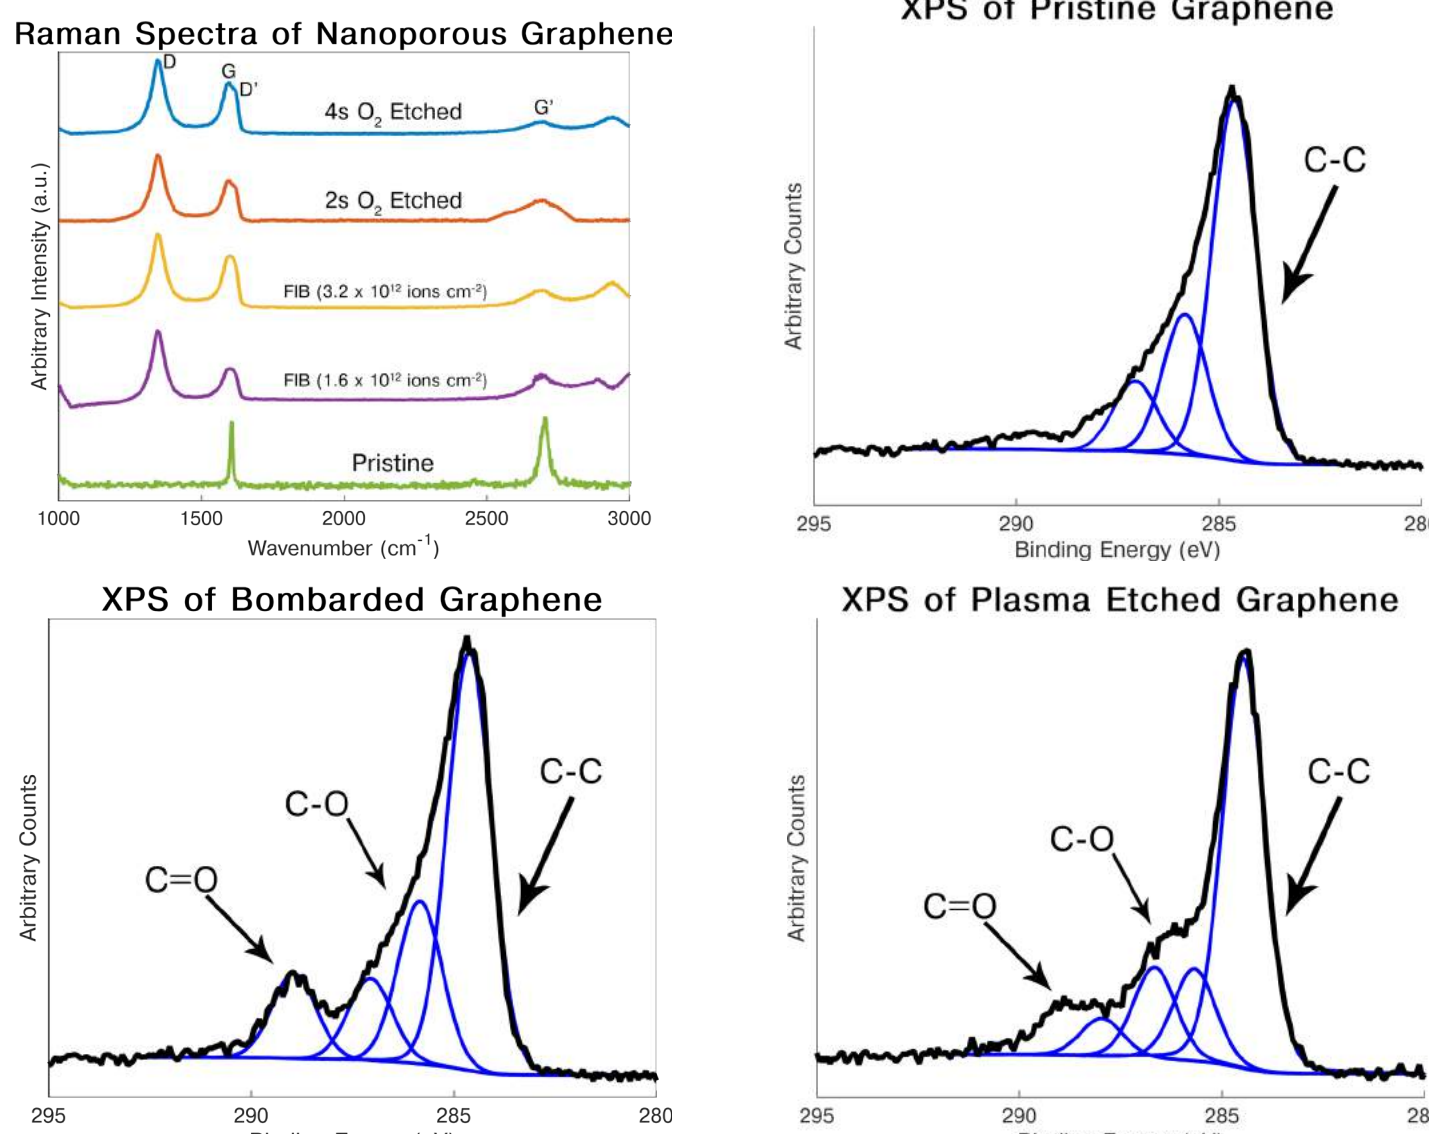 Raman Spectra of Nanoporous Graphene
D
G
D'
G'
4s O2 Etched
2s O2 Etched
FIB (3.2 x 10¹² ions cm⁻²)
FIB (1.6 x 10¹² ions cm⁻²)
Pristine
Arbitrary Intensity (a.u.)
1000 1500 2000 2500 3000
Wavenumber (cm⁻¹)
XPS of Pristine Graphene
C-C
Arbitrary Counts
295 290 285 28
Binding Energy (eV)
XPS of Bombarded Graphene
C-C
C-O
C=O
Arbitrary Counts
295 290 285 280
XPS of Plasma Etched Graphene
C-C
C-O
C=O
Arbitrary Counts
295 290 285 28